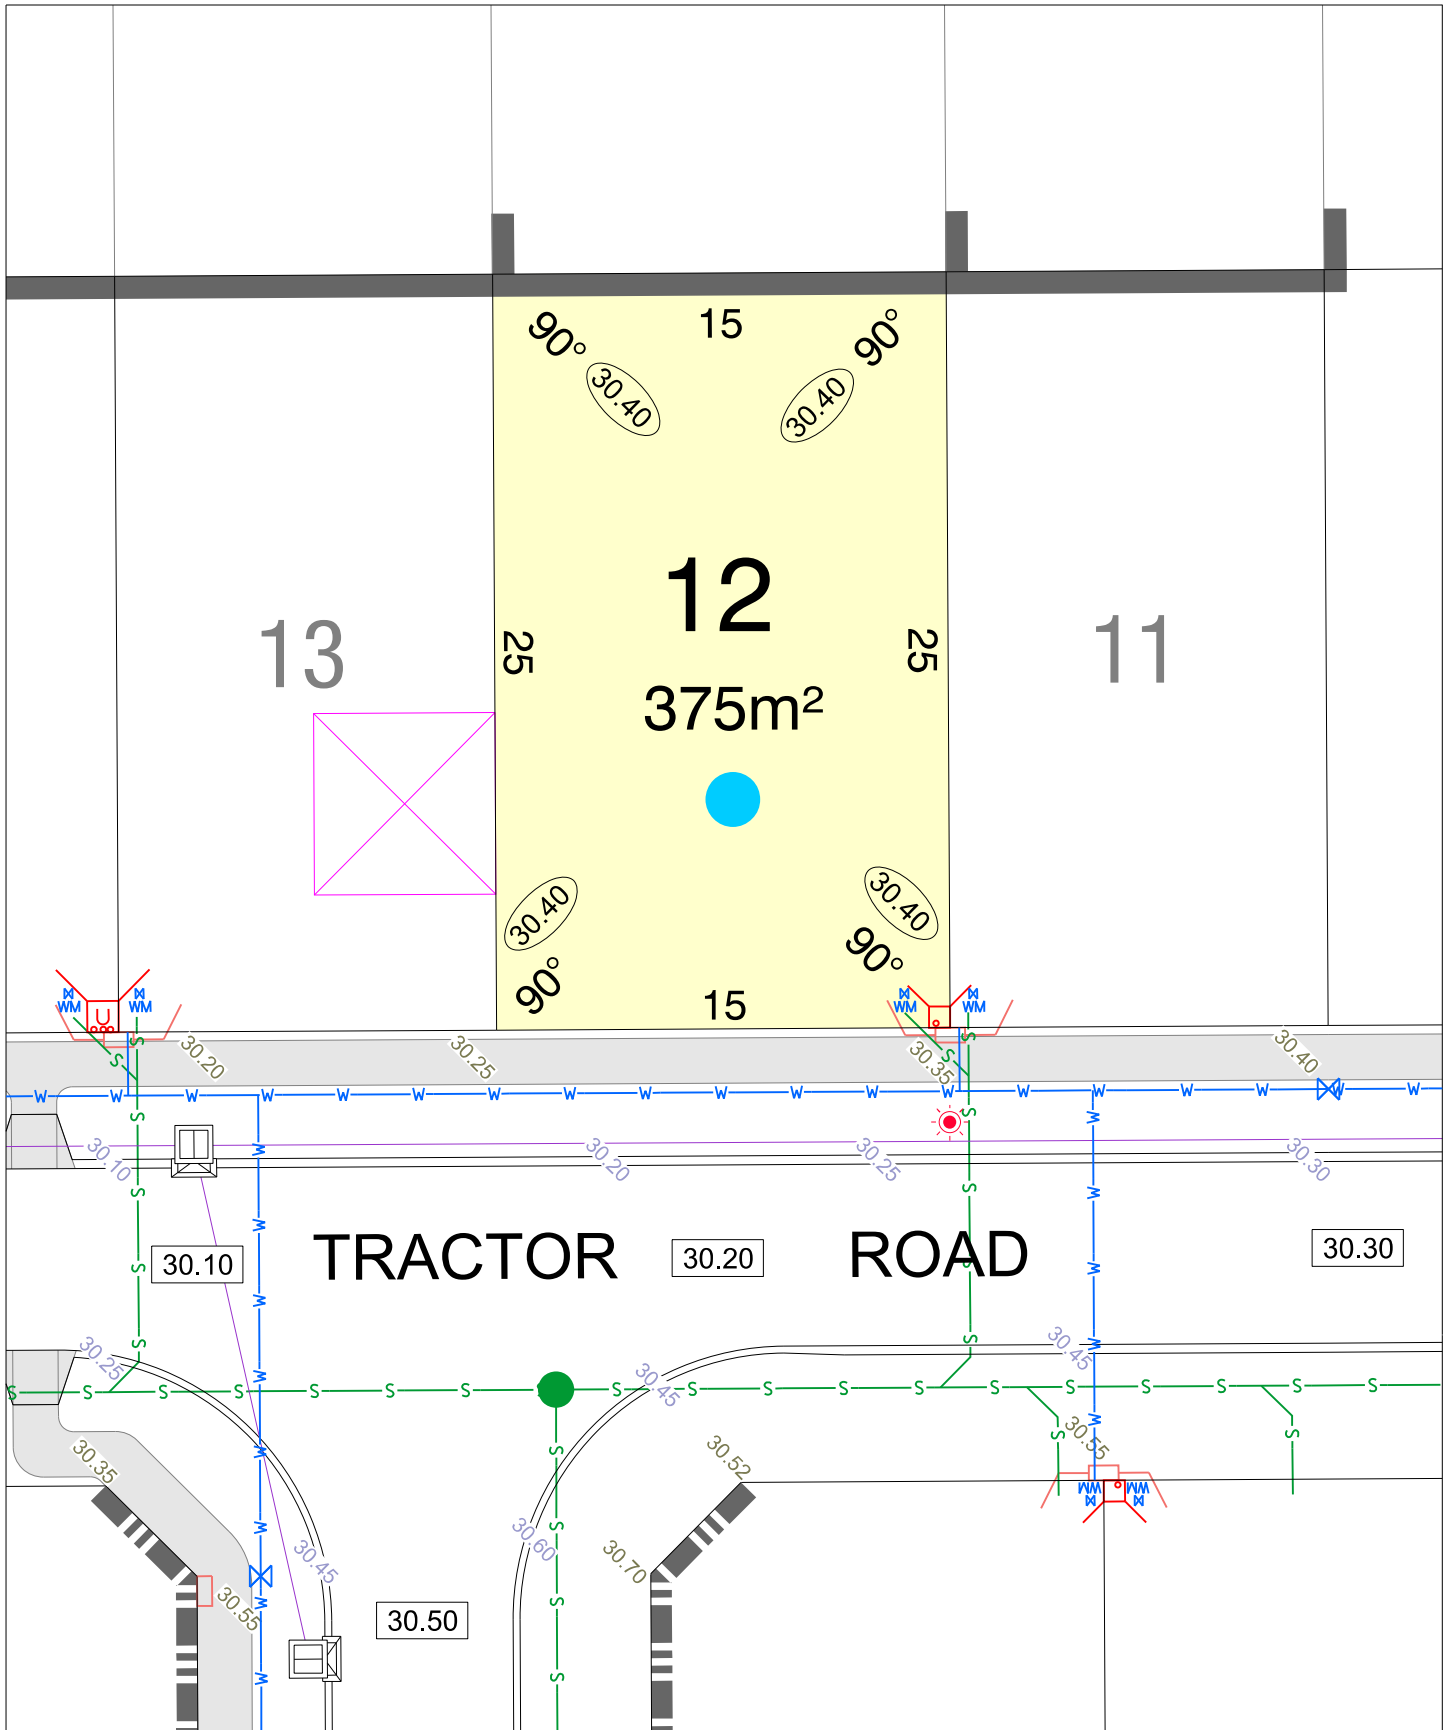 90°
15
90°
30.40
30.40
12
13
11
25
25
375m²
30.40
30.40
90°
90°
15
WM
WM
U
WM
WM
S
S
S
S
30.20
30.25
30.35
30.40
W W W W W W W W W W W W W W W W W W
S
S
30.10
W
30.20
30.25
30.30
S
W
S
W
30.10
TRACTOR
30.20
ROAD
30.30
W
S
S
W
W
S
S
30.25
30.45
W
S S S S S S S S S S S S S S S S S
W
30.45
W
S
S
S
30.55
W
30.35
30.52
WM
WM
W
S
30.60
30.45
30.70
W
S
30.55
30.50
W
S